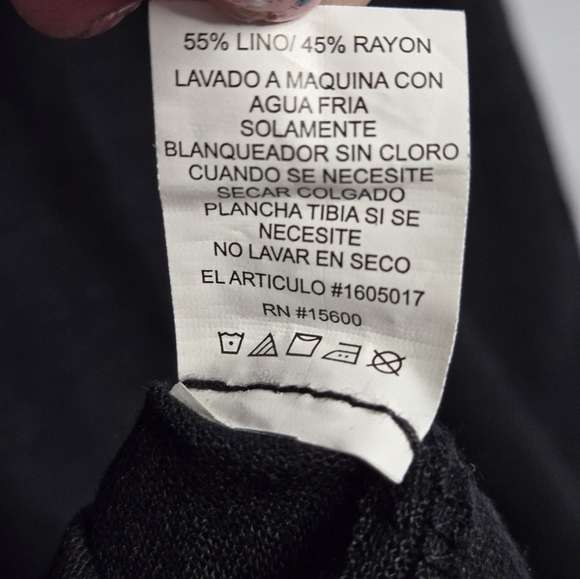 55% LINO/ 45% RAYON
LAVADO A MAQUINA CON
AGUA FRIA
SOLAMENTE
BLANQUEADOR SIN CLORO
CUANDO SE NECESITE
SECAR COLGADO
PLANCHA TIBIA SI SE
NECESITE
NO LAVAR EN SECO
EL ARTICULO #1605017
RN #15600